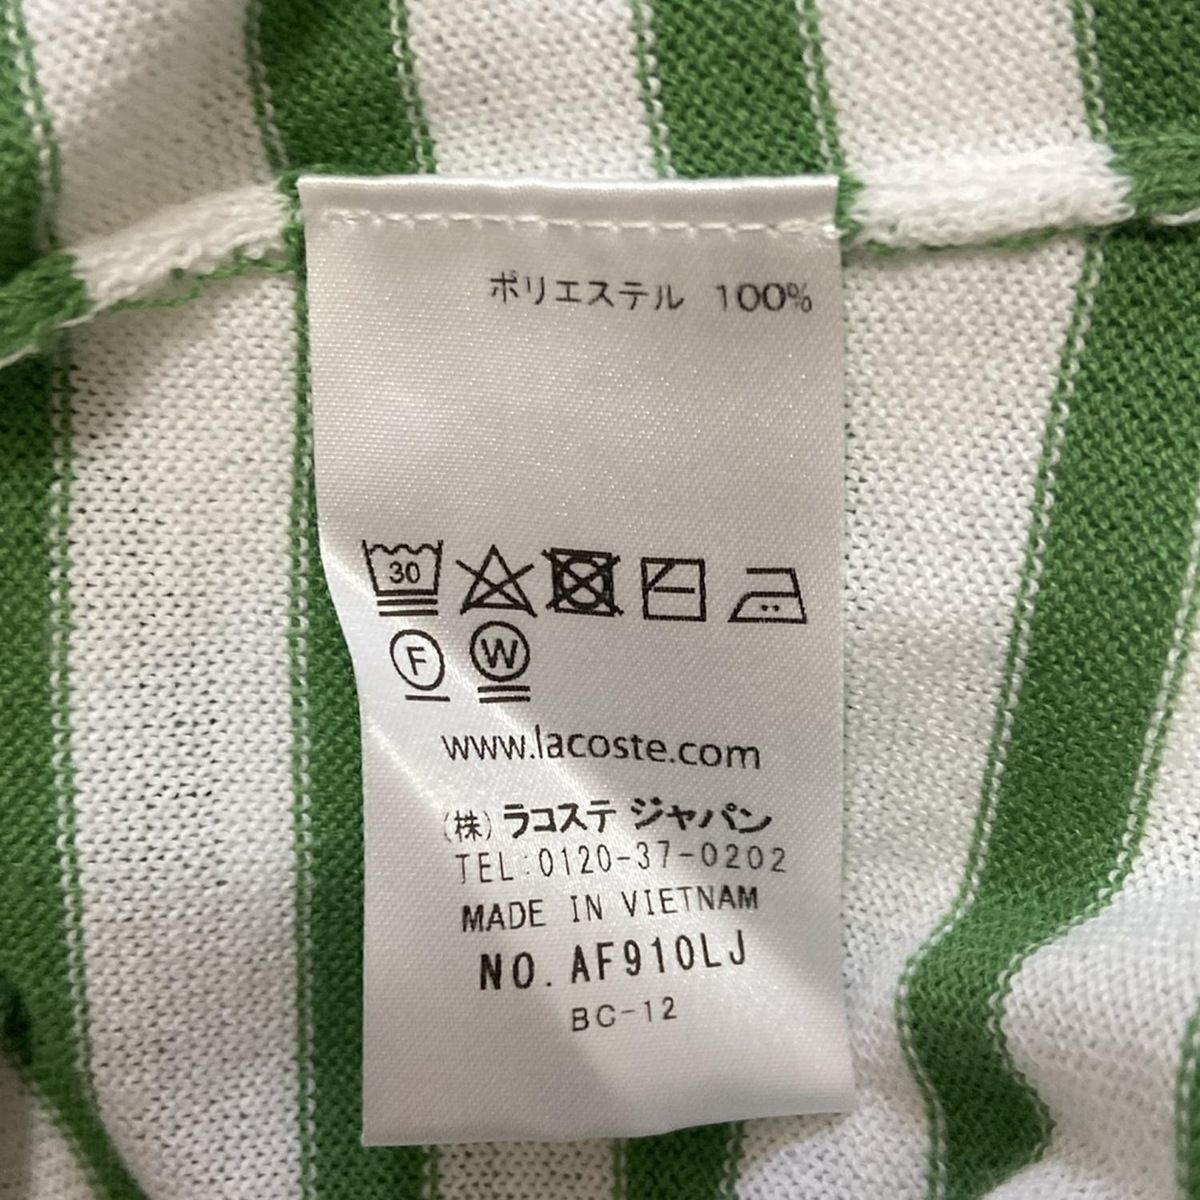 ポリエステル 100%
30
F W
www.lacoste.com
(株) ラコステ ジャパン
TEL:0120-37-0202
MADE IN VIETNAM
NO. AF910LJ
BC-12